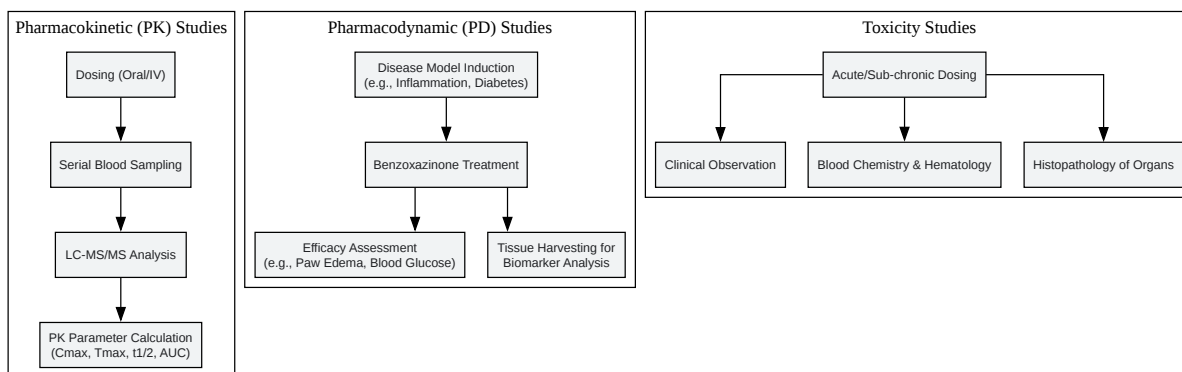 Pharmacokinetic (PK) Studies
Dosing (Oral/IV)
Serial Blood Sampling
LC-MS/MS Analysis
PK Parameter Calculation
(Cmax, Tmax, t1/2, AUC)
Pharmacodynamic (PD) Studies
Disease Model Induction
(e.g., Inflammation, Diabetes)
Benzoxazinone Treatment
Efficacy Assessment
(e.g., Paw Edema, Blood Glucose)
Tissue Harvesting for
Biomarker Analysis
Toxicity Studies
Acute/Sub-chronic Dosing
Clinical Observation
Blood Chemistry & Hematology
Histopathology of Organs